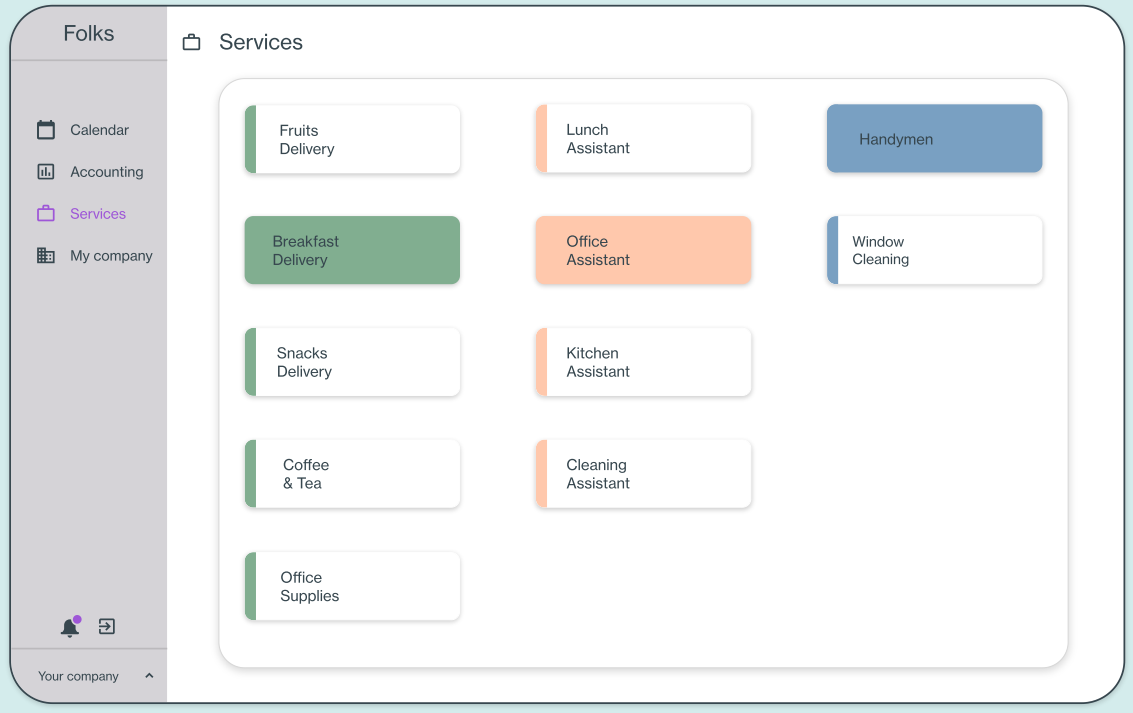 Folks
Calendar
Accounting
Services
My company
Your company
Services
Fruits
Delivery
Breakfast
Delivery
Snacks
Delivery
Coffee
& Tea
Office
Supplies
Lunch
Assistant
Office
Assistant
Kitchen
Assistant
Cleaning
Assistant
Handymen
Window
Cleaning